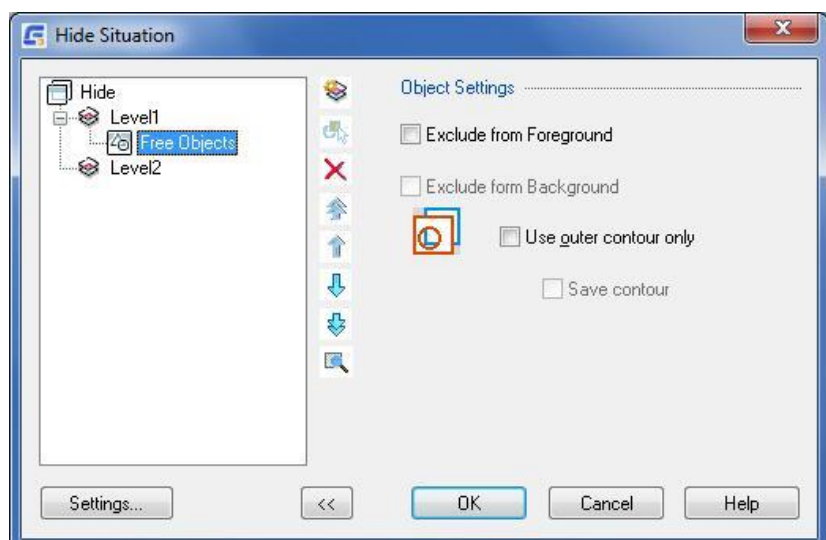 Hide Situation
Hide
Level1
Free Objects
Level2
Object Settings
Exclude from Foreground
Exclude form Background
Use outer contour only
Save contour
Settings...
<<
OK
Cancel
Help